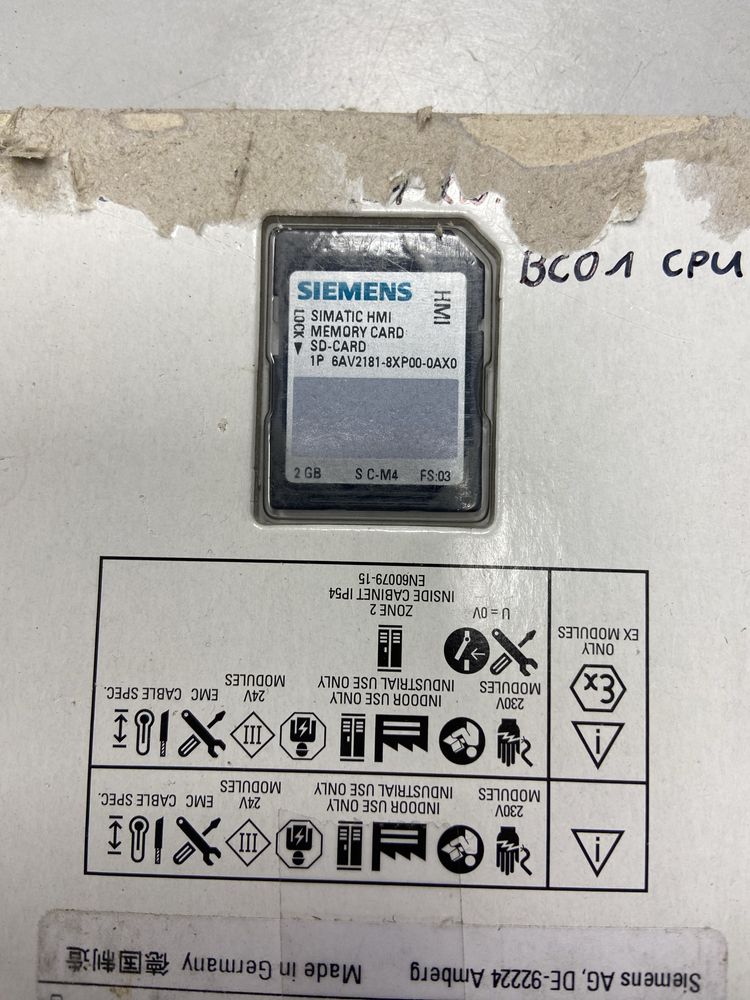 BC01 CPU
SIEMENS
HMI
LOCK
SIMATIC HMI
MEMORY CARD
SD-CARD
1P 6AV2181-8XP00-0AX0
2 GB S C-M4 FS:03
Siemens AG, DE-92224 Amberg Made in Germany 德国制造
i
230V MODULES
INDOOR USE ONLY
INDUSTRIAL USE ONLY
III
24V MODULES
EMC
CABLE SPEC.
i
Ex
ONLY
EX MODULES
230V MODULES
INDOOR USE ONLY
INDUSTRIAL USE ONLY
III
24V MODULES
EMC
CABLE SPEC.
U = 0V
ZONE 2
INSIDE CABINET IP54
EN60079-15